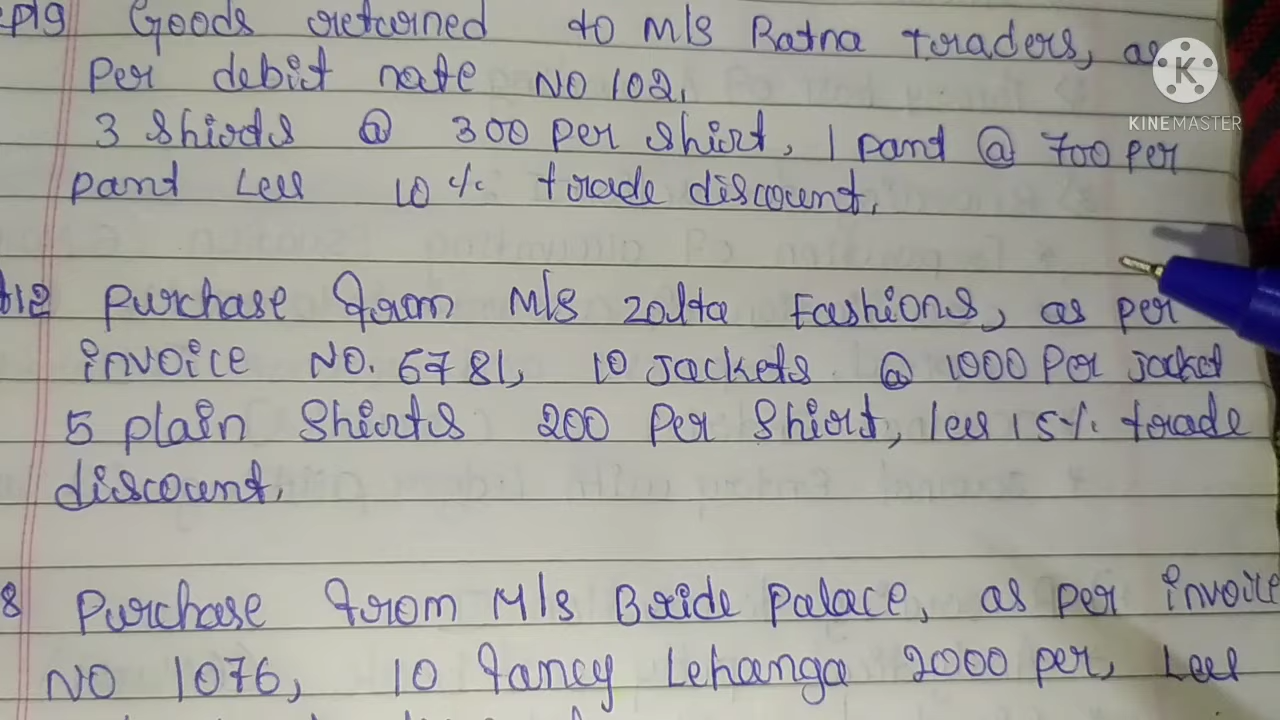 ep19 Goods returned to M/S Ratna traders, as
Per debit note NO 102,
3 Shirts @ 300 per shirt, 1 pant @ 700 per
pant Less 10 % trade discount,
K
KINEMASTER
t12 Purchase from M/S Zolta Fashions, as per
invoice NO. 6781, 10 Jackets @ 1000 Per jacket
5 plain Shirts 200 Per Shirt, less 15% trade
discount,
8 Purchase from M/S Bride palace, as per invoice
NO 1076, 10 fancy Lehanga 2000 per, Less